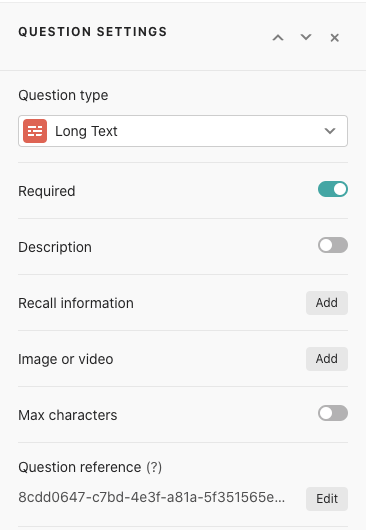 QUESTION SETTINGS
Question type
Long Text
Required
Description
Recall information
Add
Image or video
Add
Max characters
Question reference (?)
8cdd0647-c7bd-4e3f-a81a-5f351565e...
Edit